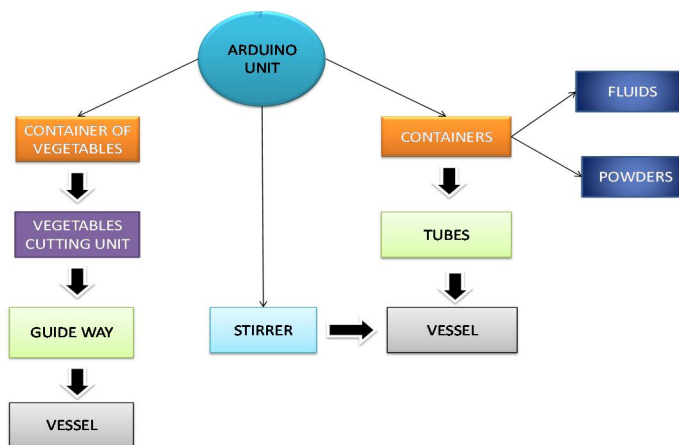 ARDUINO
UNIT
FLUIDS
CONTAINER OF
VEGETABLES
CONTAINERS
POWDERS
VEGETABLES
CUTTING UNIT
TUBES
GUIDE WAY
STIRRER
VESSEL
VESSEL